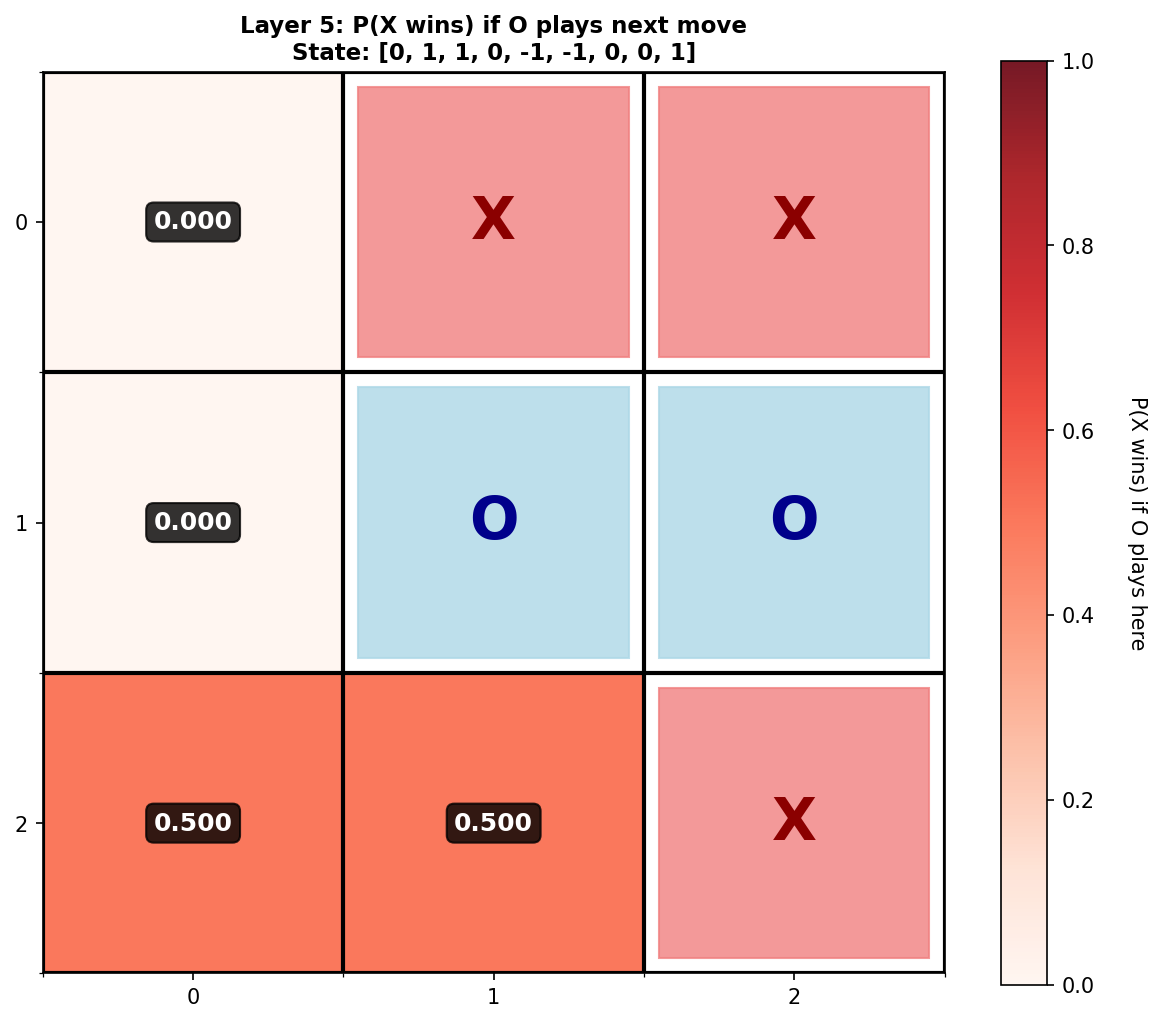 Layer 5: P(X wins) if O plays next move
State: [0, 1, 1, 0, -1, -1, 0, 0, 1]
0
0.000
X
X
1
0.000
O
O
2
0.500
0.500
X
0
1
2
1.0
0.8
0.6
0.4
0.2
0.0
P(X wins) if O plays here